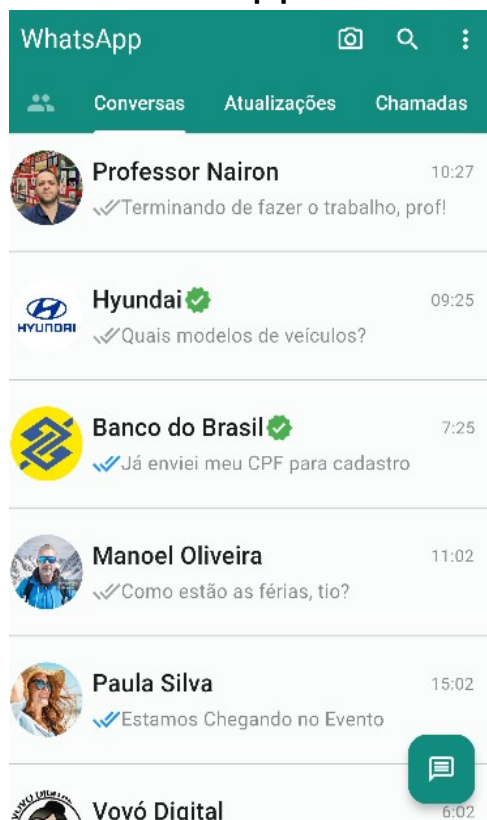 WhatsApp
Conversas Atualizações Chamadas
Professor Nairon 10:27
Terminando de fazer o trabalho, prof!
HYUNDAI
Hyundai 09:25
Quais modelos de veículos?
Banco do Brasil 7:25
Já enviei meu CPF para cadastro
Manoel Oliveira 11:02
Como estão as férias, tio?
Paula Silva 15:02
Estamos Chegando no Evento
VOVÓ DIGITAL
Vovó Digital 6:02